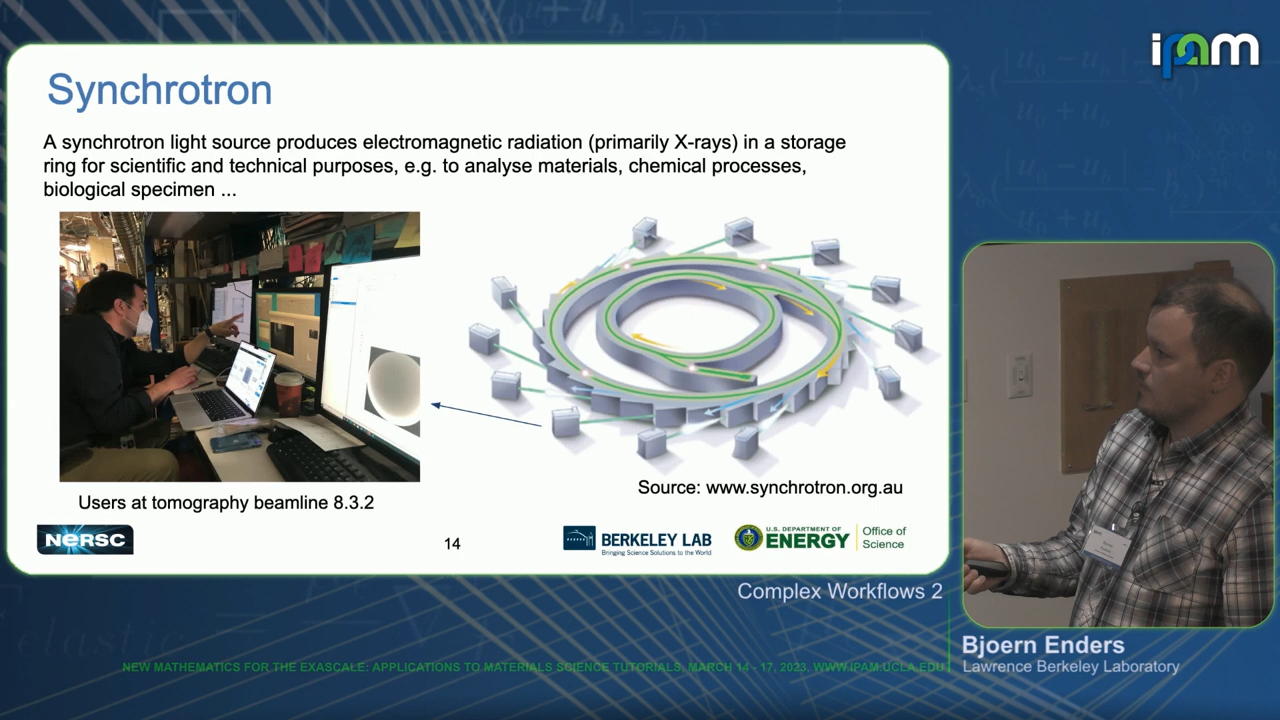 ipam
Synchrotron
A synchrotron light source produces electromagnetic radiation (primarily X-rays) in a storage
ring for scientific and technical purposes, e.g. to analyse materials, chemical processes,
biological specimen ...
Users at tomography beamline 8.3.2
Source: www.synchrotron.org.au
NERSC
14
BERKELEY LAB
Bringing Science Solutions to the World
U.S. DEPARTMENT OF
ENERGY
Office of
Science
Complex Workflows 2
Bjoern Enders
Lawrence Berkeley Laboratory
NEW MATHEMATICS FOR THE EXASCALE: APPLICATIONS TO MATERIALS SCIENCE TUTORIALS, MARCH 14 - 17, 2023, WWW.IPAM.UCLA.EDU
elastic